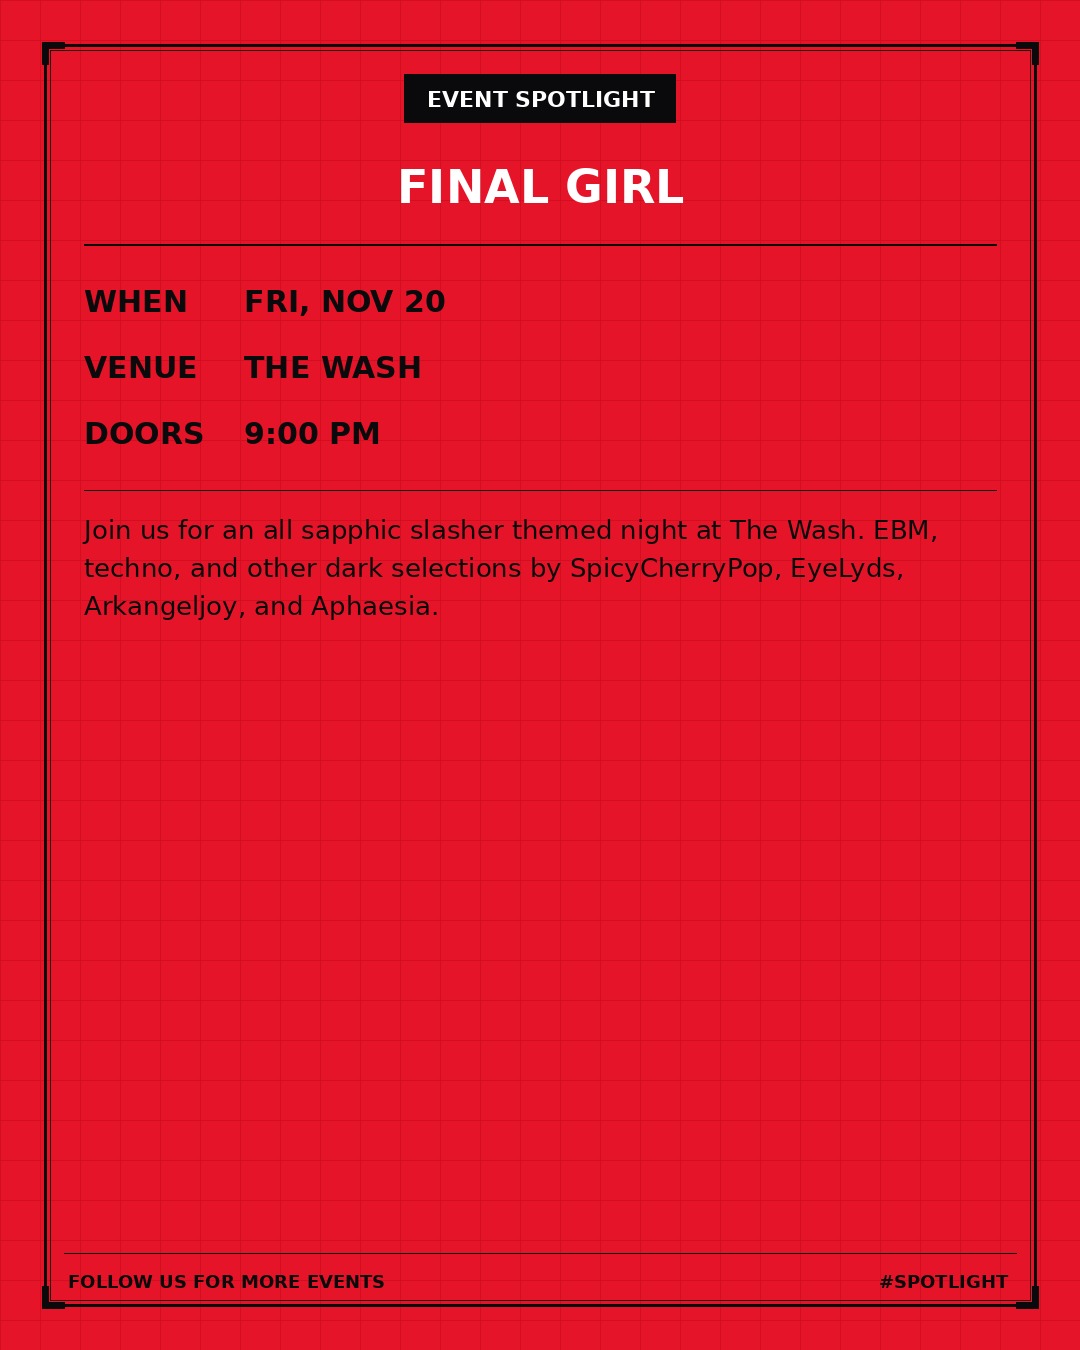 EVENT SPOTLIGHT
FINAL GIRL
WHEN FRI, NOV 20
VENUE THE WASH
DOORS 9:00 PM
Join us for an all sapphic slasher themed night at The Wash. EBM,
techno, and other dark selections by SpicyCherryPop, EyeLyds,
Arkangeljoy, and Aphaesia.
FOLLOW US FOR MORE EVENTS #SPOTLIGHT